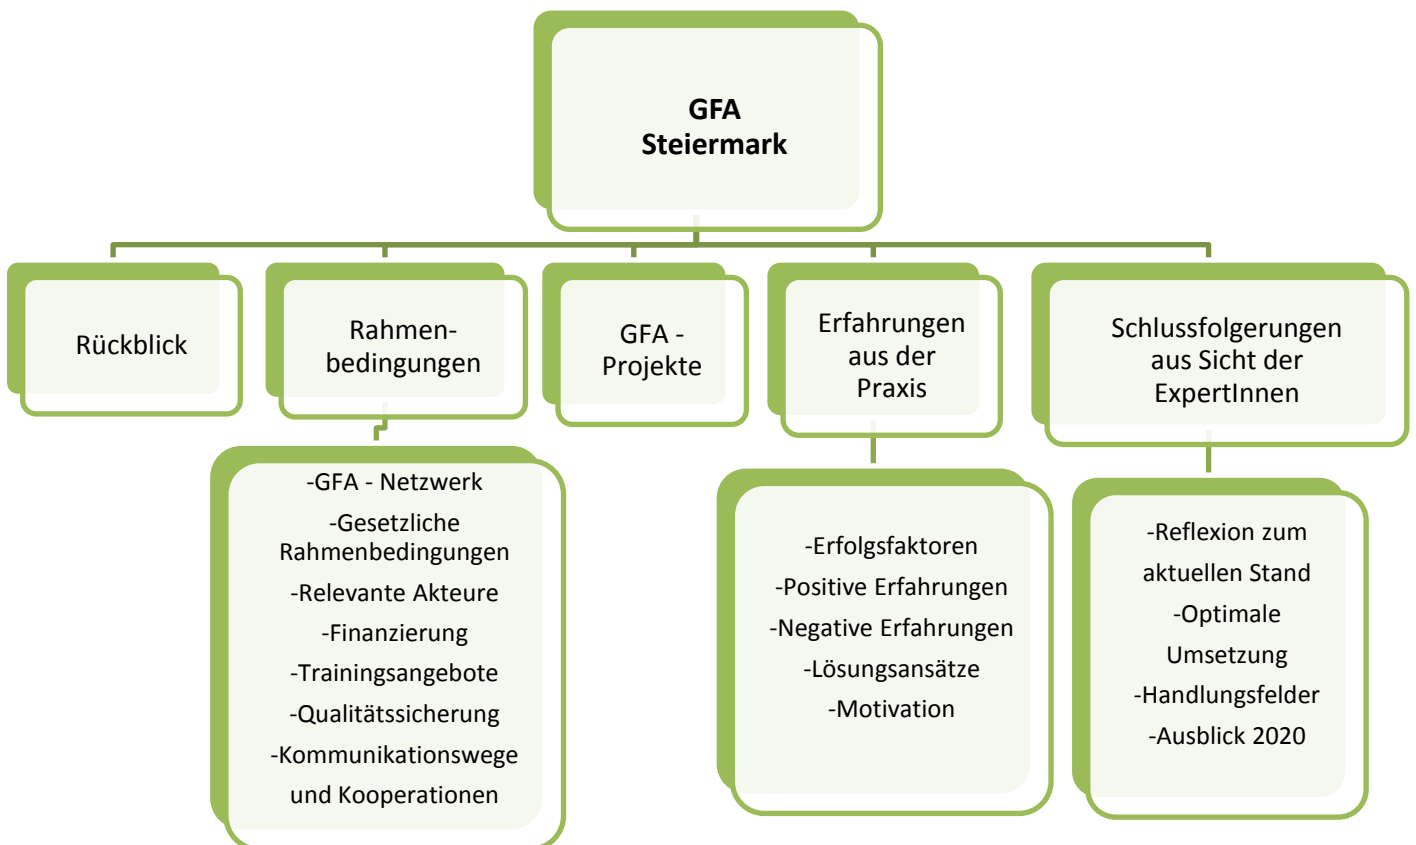 GFA
Steiermark
Rückblick
Rahmen-
bedingungen
GFA -
Projekte
Erfahrungen
aus der
Praxis
Schlussfolgerungen
aus Sicht der
ExpertInnen
-GFA - Netzwerk
-Gesetzliche
Rahmenbedingungen
-Relevante Akteure
-Finanzierung
-Trainingsangebote
-Qualitätssicherung
-Kommunikationswege
und Kooperationen
-Erfolgsfaktoren
-Positive Erfahrungen
-Negative Erfahrungen
-Lösungsansätze
-Motivation
-Reflexion zum
aktuellen Stand
-Optimale
Umsetzung
-Handlungsfelder
-Ausblick 2020